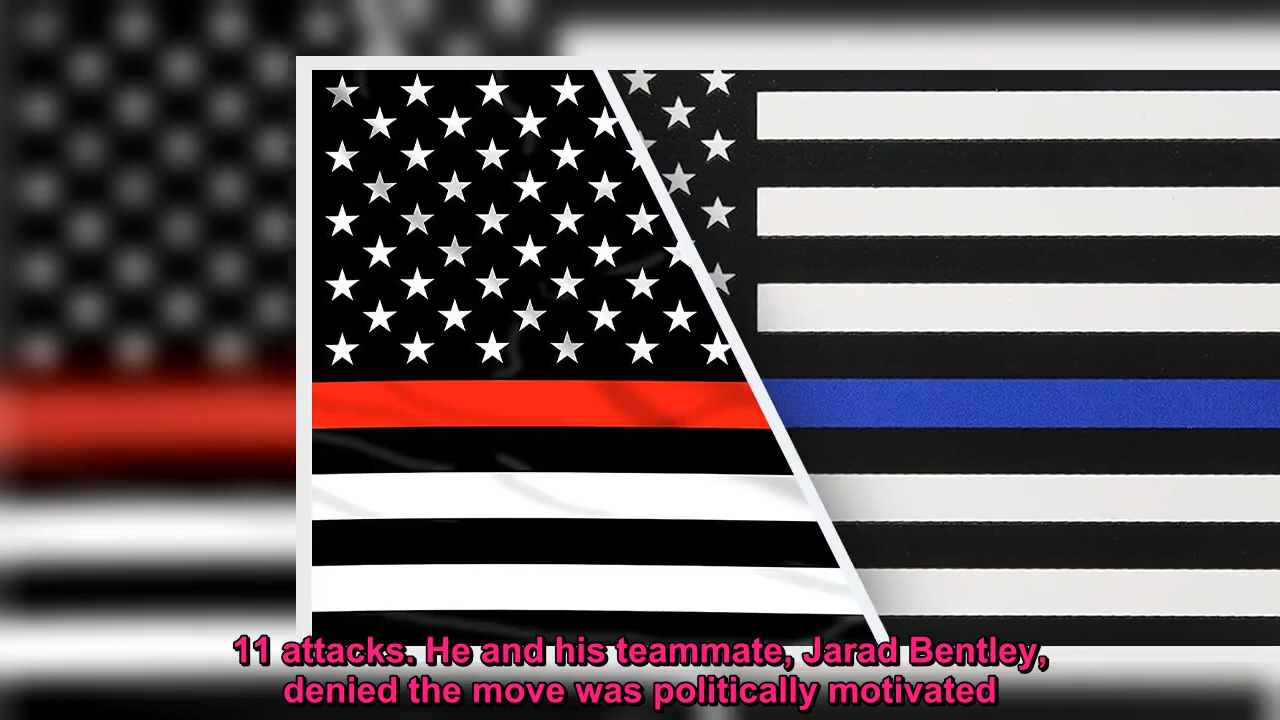 11 attacks. He and his teammate, Jarad Bentley,
denied the move was politically motivated